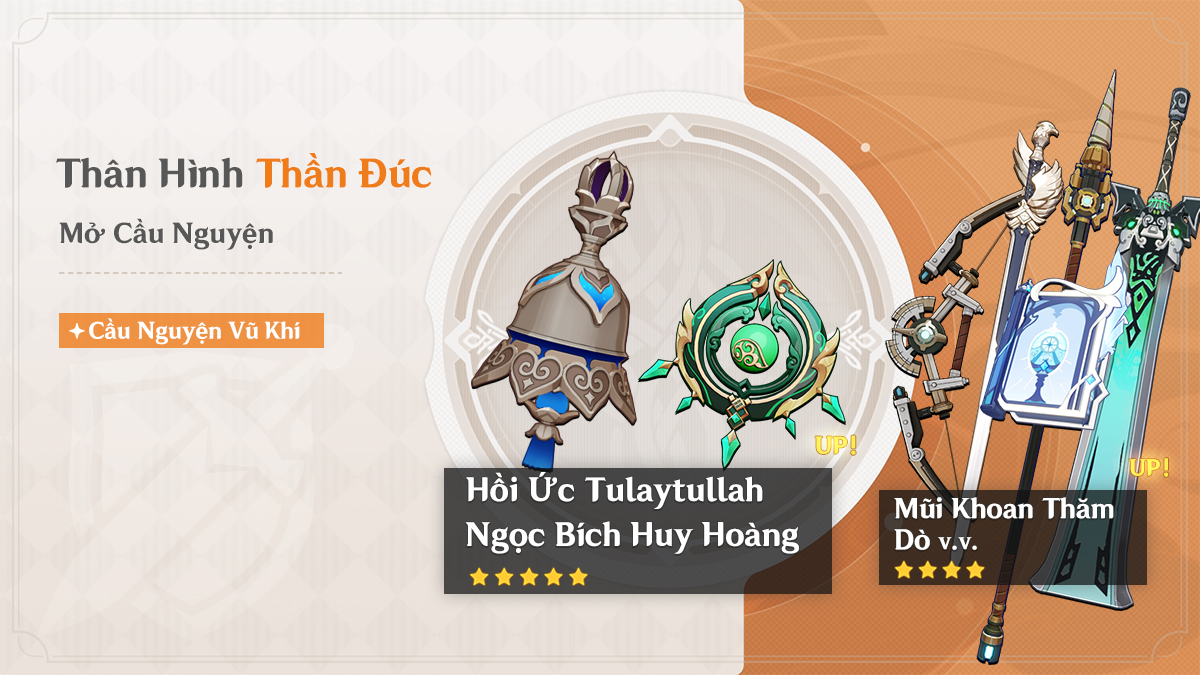 Thân Hình Thần Đúc
Mở Cầu Nguyện
Cầu Nguyện Vũ Khí
UP!
Hồi Ức Tulaytullah
Ngọc Bích Huy Hoàng
UP!
Mũi Khoan Thăm
Dò v.v.